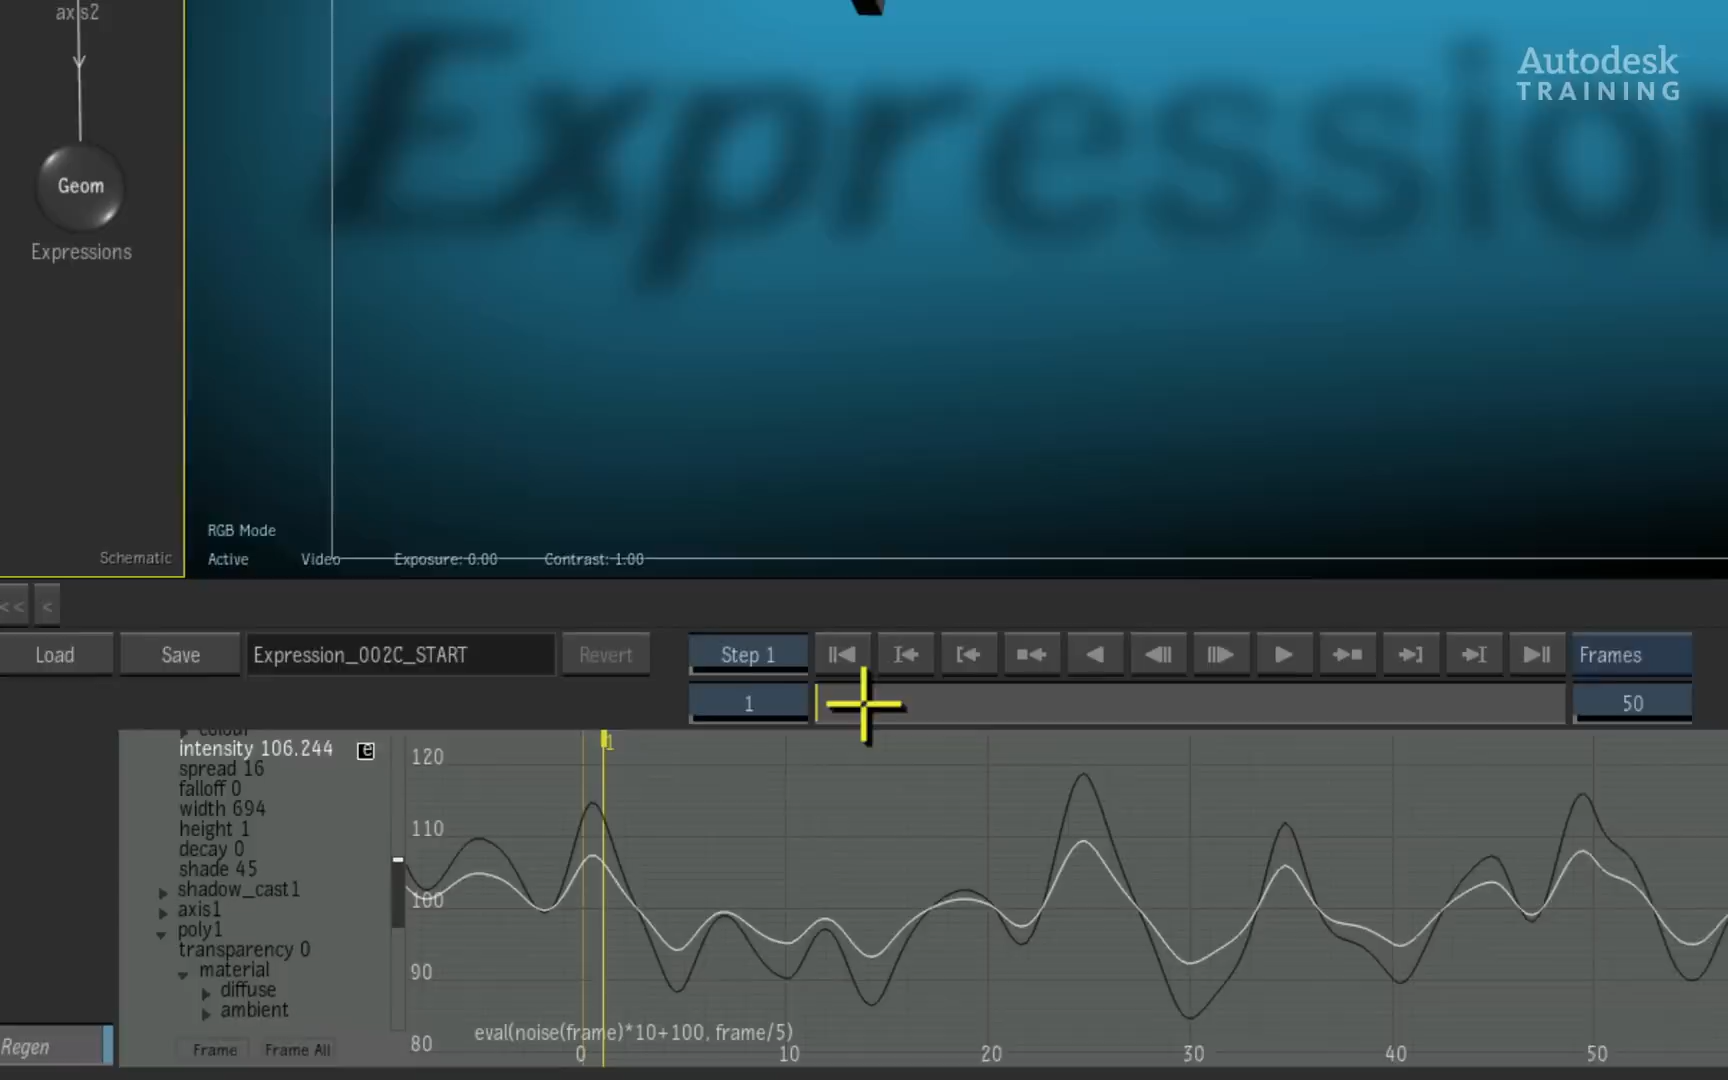 axis2
Autodesk
TRAINING
Expressio
Geom
Expressions
RGB Mode
Schematic
Active Video Exposure: 0.00 Contrast: 1.00
<< <
Load Save Expression_002C_START Revert Step 1 Frames
1 50
colour
intensity 106.244 e
spread 16
falloff 0
width 694
height 1
decay 0
shade 45
shadow_cast1
axis1
poly1
transparency 0
material
diffuse
ambient
Frame Frame All
Regen
1
120
110
100
90
80
eval(noise(frame)*10+100, frame/5)
0 10 20 30 40 50